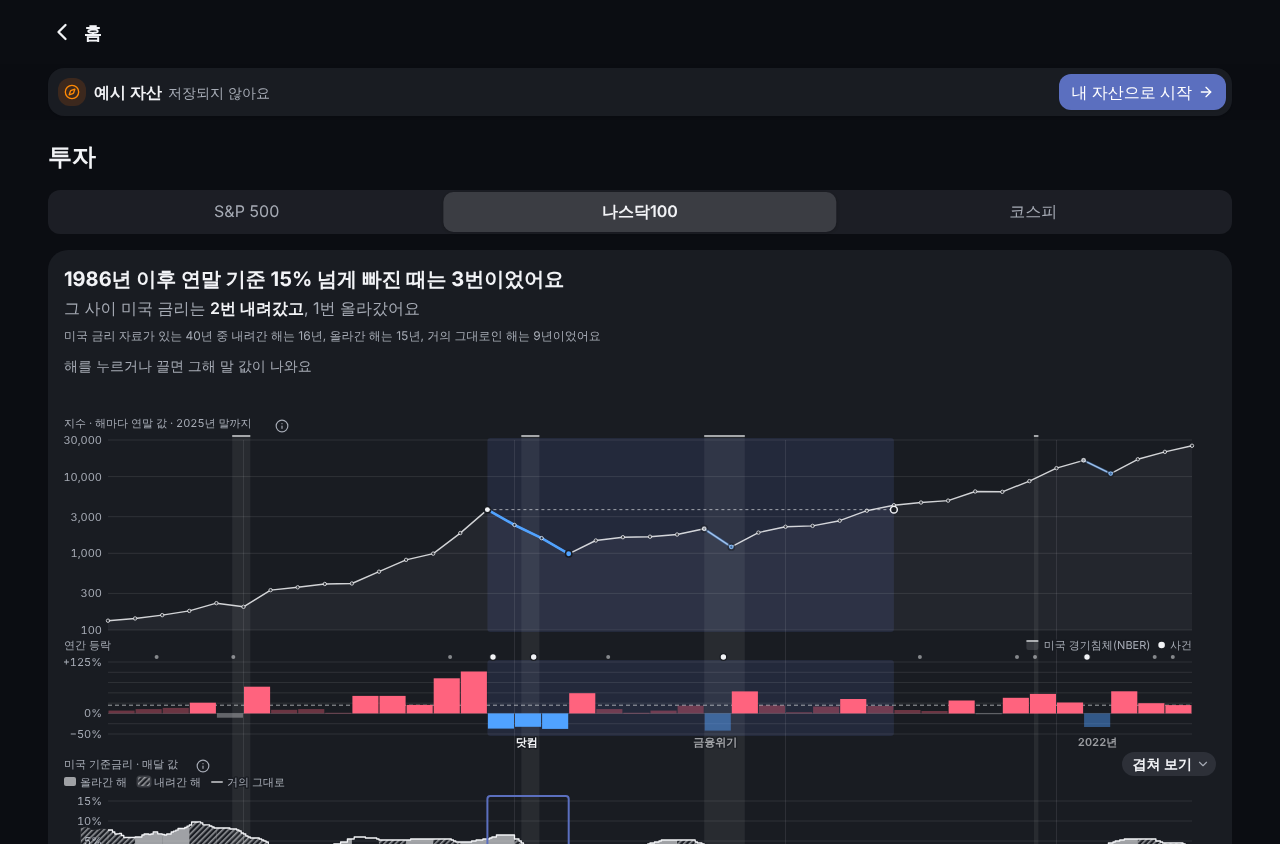 홈
예시 자산 저장되지 않아요
내 자산으로 시작
투자
S&P 500
나스닥100
코스피
1986년 이후 연말 기준 15% 넘게 빠진 때는 3번이었어요
그 사이 미국 금리는 2번 내려갔고, 1번 올라갔어요
미국 금리 자료가 있는 40년 중 내려간 해는 16년, 올라간 해는 15년, 거의 그대로인 해는 9년이었어요
해를 누르거나 끌면 그해 말 값이 나와요
지수 · 해마다 연말 값 · 2025년 말까지
30,000
10,000
3,000
1,000
300
100
연간 등락
미국 경기침체(NBER)
사건
+125%
0%
−50%
닷컴
금융위기
2022년
미국 기준금리 · 매달 값
겹쳐 보기
올라간 해
내려간 해
거의 그대로
15%
10%